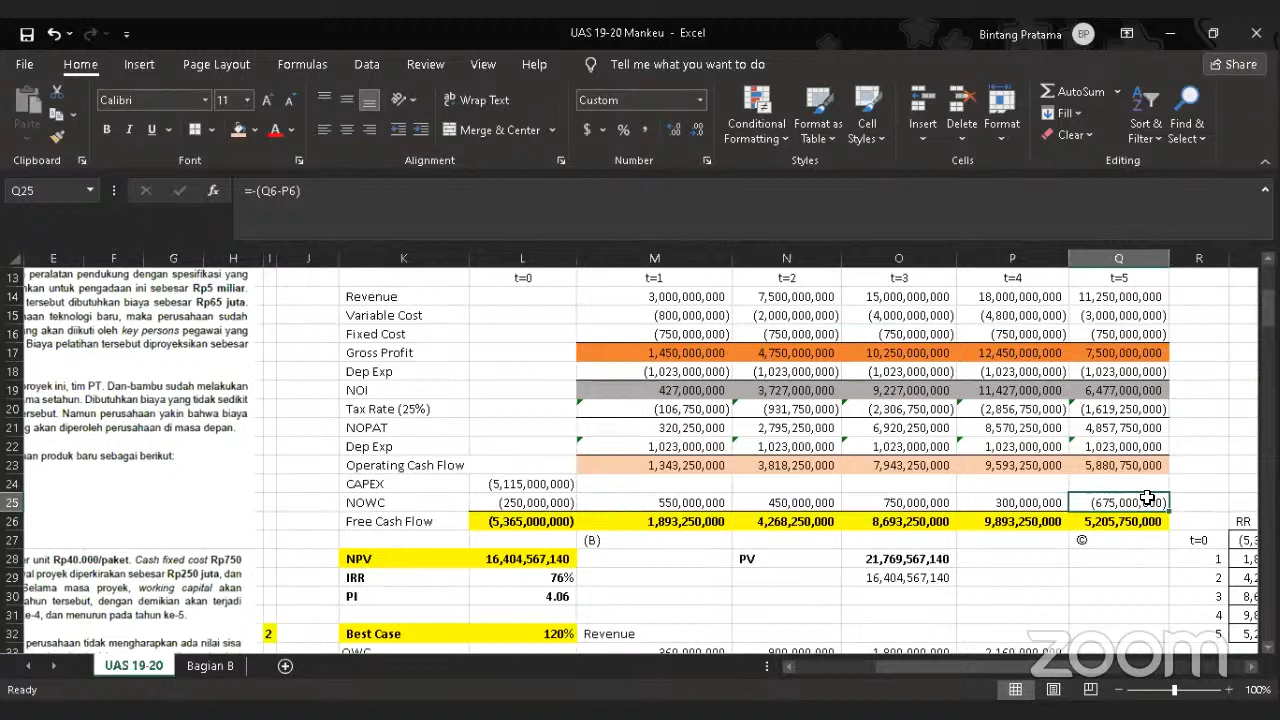 UAS 19-20 Mankeu - Excel
Bintang Pratama BP
File Home Insert Page Layout Formulas Data Review View Help Tell me what you want to do Share
Paste
Calibri 11
Wrap Text
Merge & Center
Custom
Conditional Formatting
Format as Table
Cell Styles
Insert Delete Format
AutoSum
Fill
Clear
Sort & Filter
Find & Select
Clipboard Font Alignment Number Styles Cells Editing
Q25 fx =-(Q6-P6)
E F G H I J K L M N O P Q R
13 peralatan pendukung dengan spesifikasi yang t=0 t=1 t=2 t=3 t=4 t=5
14 kan untuk pengadaan ini sebesar Rp5 miliar. Revenue 3,000,000,000 7,500,000,000 15,000,000,000 18,000,000,000 11,250,000,000
15 tersebut dibutuhkan biaya sebesar Rp65 juta. Variable Cost (800,000,000) (2,000,000,000) (4,000,000,000) (4,800,000,000) (3,000,000,000)
16 haan teknologi baru, maka perusahaan sudah Fixed Cost (750,000,000) (750,000,000) (750,000,000) (750,000,000) (750,000,000)
ing akan diikuti oleh key persons pegawai yang
17 Biaya pelatihan tersebut diproyeksikan sebesar Gross Profit 1,450,000,000 4,750,000,000 10,250,000,000 12,450,000,000 7,500,000,000
18 Dep Exp (1,023,000,000) (1,023,000,000) (1,023,000,000) (1,023,000,000) (1,023,000,000)
19 royek ini, tim PT. Dan-bambu sudah melakukan NOI 427,000,000 3,727,000,000 9,227,000,000 11,427,000,000 6,477,000,000
20 ma setahun. Dibutuhkan biaya yang tidak sedikit Tax Rate (25%) (106,750,000) (931,750,000) (2,306,750,000) (2,856,750,000) (1,619,250,000)
ersebut. Namun perusahaan yakin bahwa biaya
21 g akan diperoleh perusahaan di masa depan. NOPAT 320,250,000 2,795,250,000 6,920,250,000 8,570,250,000 4,857,750,000
22 Dep Exp 1,023,000,000 1,023,000,000 1,023,000,000 1,023,000,000 1,023,000,000
23 an produk baru sebagai berikut: Operating Cash Flow 1,343,250,000 3,818,250,000 7,943,250,000 9,593,250,000 5,880,750,000
24 CAPEX (5,115,000,000)
25 NOWC (250,000,000) 550,000,000 450,000,000 750,000,000 300,000,000 (675,000,000)
26 Free Cash Flow (5,365,000,000) 1,893,250,000 4,268,250,000 8,693,250,000 9,893,250,000 5,205,750,000 RR
27 (B) © t=0 (5,3
28 er unit Rp40.000/paket. Cash fixed cost Rp750 NPV 16,404,567,140 PV 21,769,567,140 1 1,8
29 al proyek diperkirakan sebesar Rp250 juta, dan IRR 76% 16,404,567,140 2 4,2
30 Selama masa proyek, working capital akan PI 4.06 3 8,6
ahun tersebut, dengan demikian akan terjadi
31 e-4, dan menurun pada tahun ke-5. 4 9,8
32 2 Best Case 120% Revenue 5 5,2
perusahaan tidak mengharapkan ada nilai sisa
33 OWC 360,000,000 900,000,000 1,800,000,000 2,160,000,000
zoom
UAS 19-20 Bagian B
Ready 100%